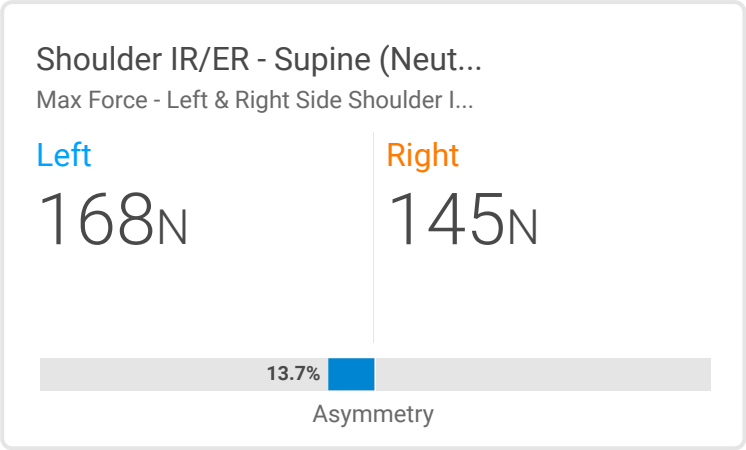 Shoulder IR/ER - Supine (Neut...
Max Force - Left & Right Side Shoulder I...
Left
Right
168N
145N
13.7%
Asymmetry